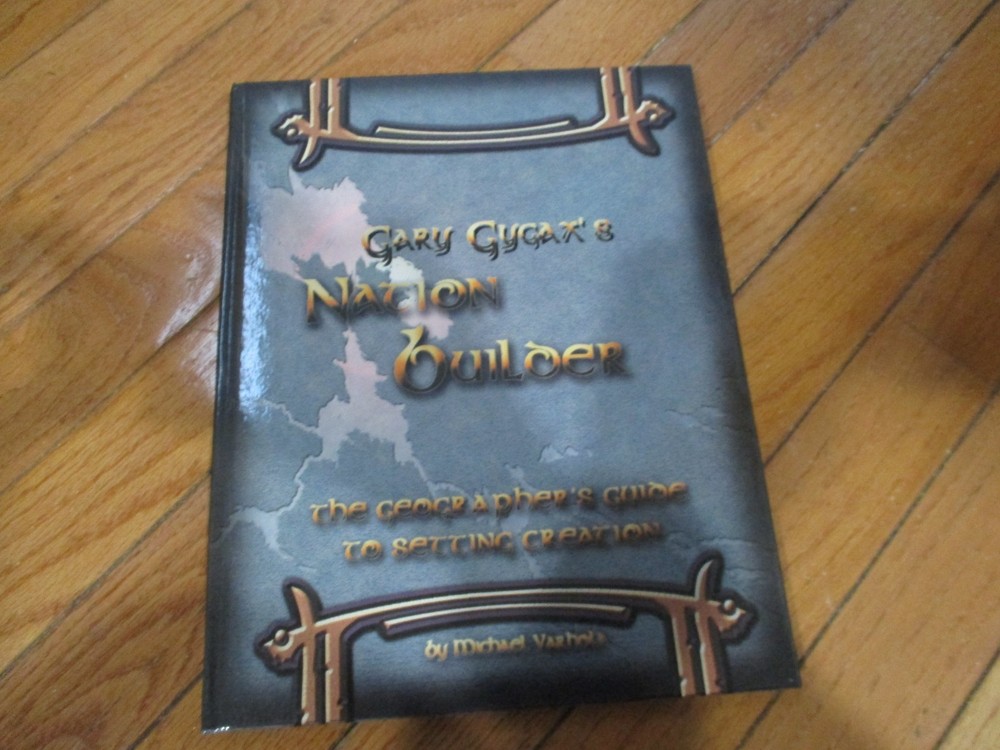 Gary Gygax's
Nation
Builder
the geographer's guide
to setting creation
by Michael Varhola